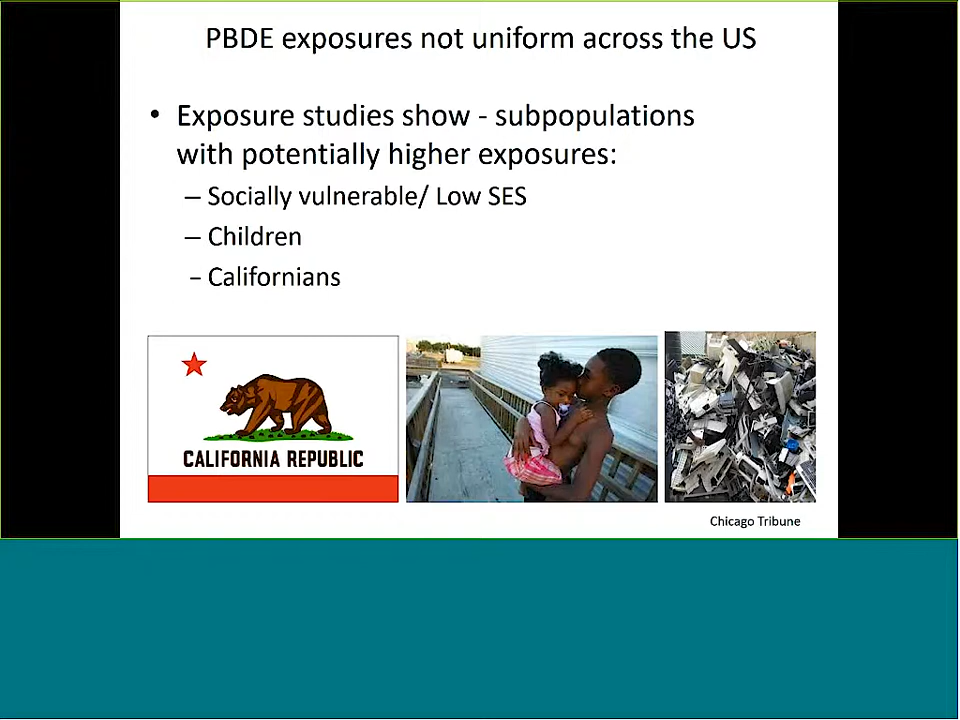 PBDE exposures not uniform across the US
• Exposure studies show - subpopulations
with potentially higher exposures:
– Socially vulnerable/ Low SES
– Children
– Californians
CALIFORNIA REPUBLIC
Chicago Tribune